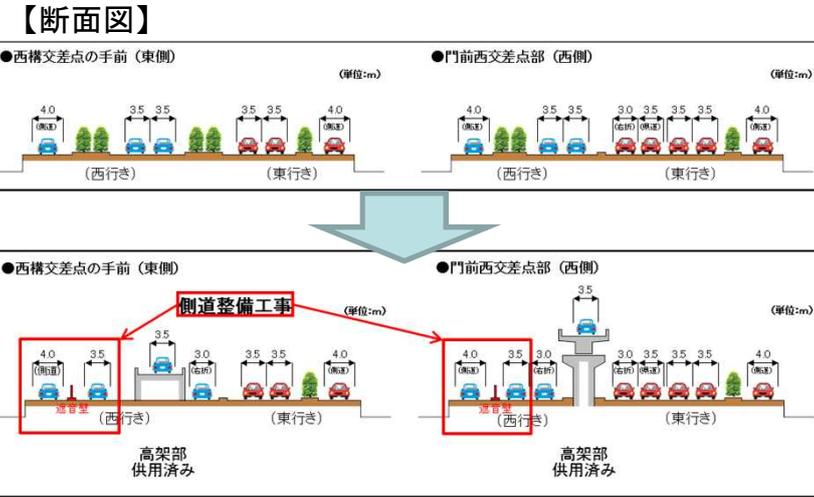 【断面図】
●西構交差点の手前（東側）
（単位:m）
4.0
（側道）
3.5 3.5
3.5 3.5
4.0
（側道）
（西行き）
（東行き）
●門前西交差点部（西側）
（単位:m）
4.0
（側道）
3.5 3.5
3.0 3.5 3.5 3.5
（右折）（県道）
4.0
（側道）
（西行き）
（東行き）
●西構交差点の手前（東側）
側道整備工事
（単位:m）
4.0
（側道）
3.5
3.5
3.0
（右折）
3.5 3.5
4.0
（側道）
遮音壁
（西行き）
（東行き）
高架部
供用済み
●門前西交差点部（西側）
（単位:m）
3.5
4.0
（側道）
3.5
3.0
（右折）
3.0 3.5 3.5 3.5
（右折）（県道）
4.0
（側道）
遮音壁
（西行き）
（東行き）
高架部
供用済み